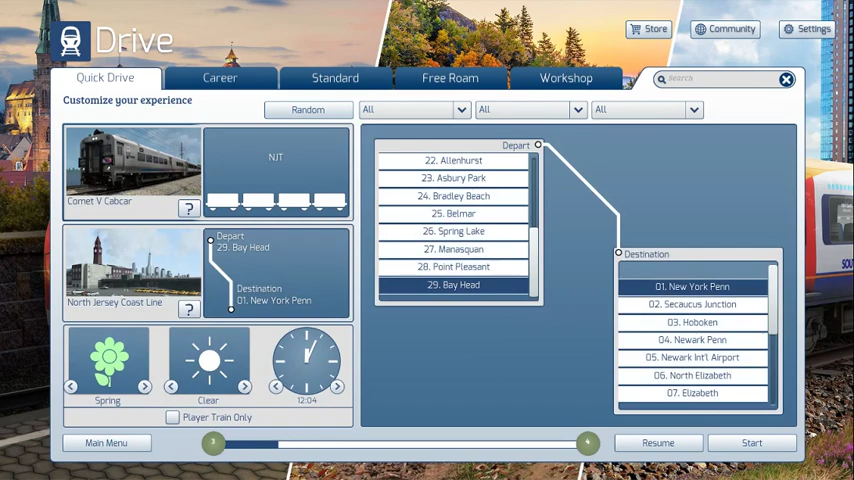 Drive
Store
Community
Settings
Quick Drive
Career
Standard
Free Roam
Workshop
Search
Customize your experience
Random
All
All
All
NJT
Comet V Cabcar
?
Depart
29. Bay Head
Destination
01. New York Penn
North Jersey Coast Line
?
Spring
Clear
12:04
Player Train Only
Depart
22. Allenhurst
23. Asbury Park
24. Bradley Beach
25. Belmar
26. Spring Lake
27. Manasquan
28. Point Pleasant
29. Bay Head
Destination
01. New York Penn
02. Secaucus Junction
03. Hoboken
04. Newark Penn
05. Newark Int'l Airport
06. North Elizabeth
07. Elizabeth
SOU
Main Menu
3
4
Resume
Start